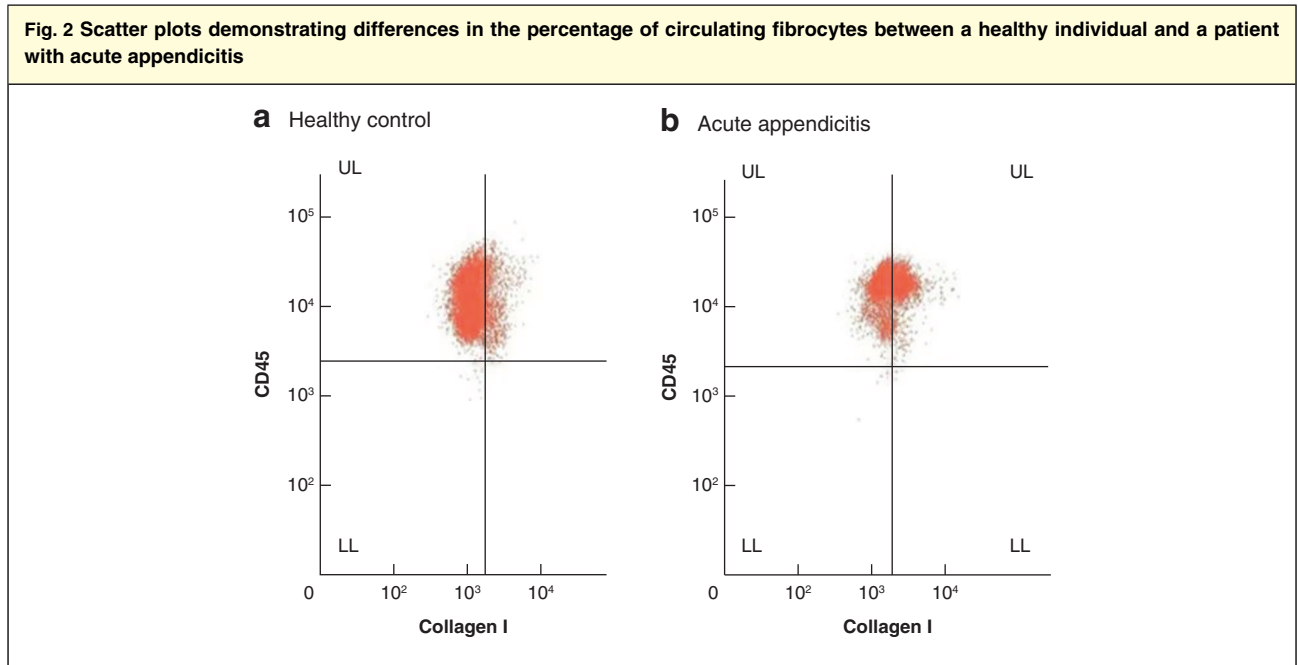 Fig. 2 Scatter plots demonstrating differences in the percentage of circulating fibrocytes between a healthy individual and a patient
with acute appendicitis
a Healthy control
UL
10⁵
10⁴
10³
10²
CD45
LL
0 10² 10³ 10⁴
Collagen I
b Acute appendicitis
UL UL
10⁵
10⁴
10³
10²
CD45
LL LL
0 10² 10³ 10⁴
Collagen I